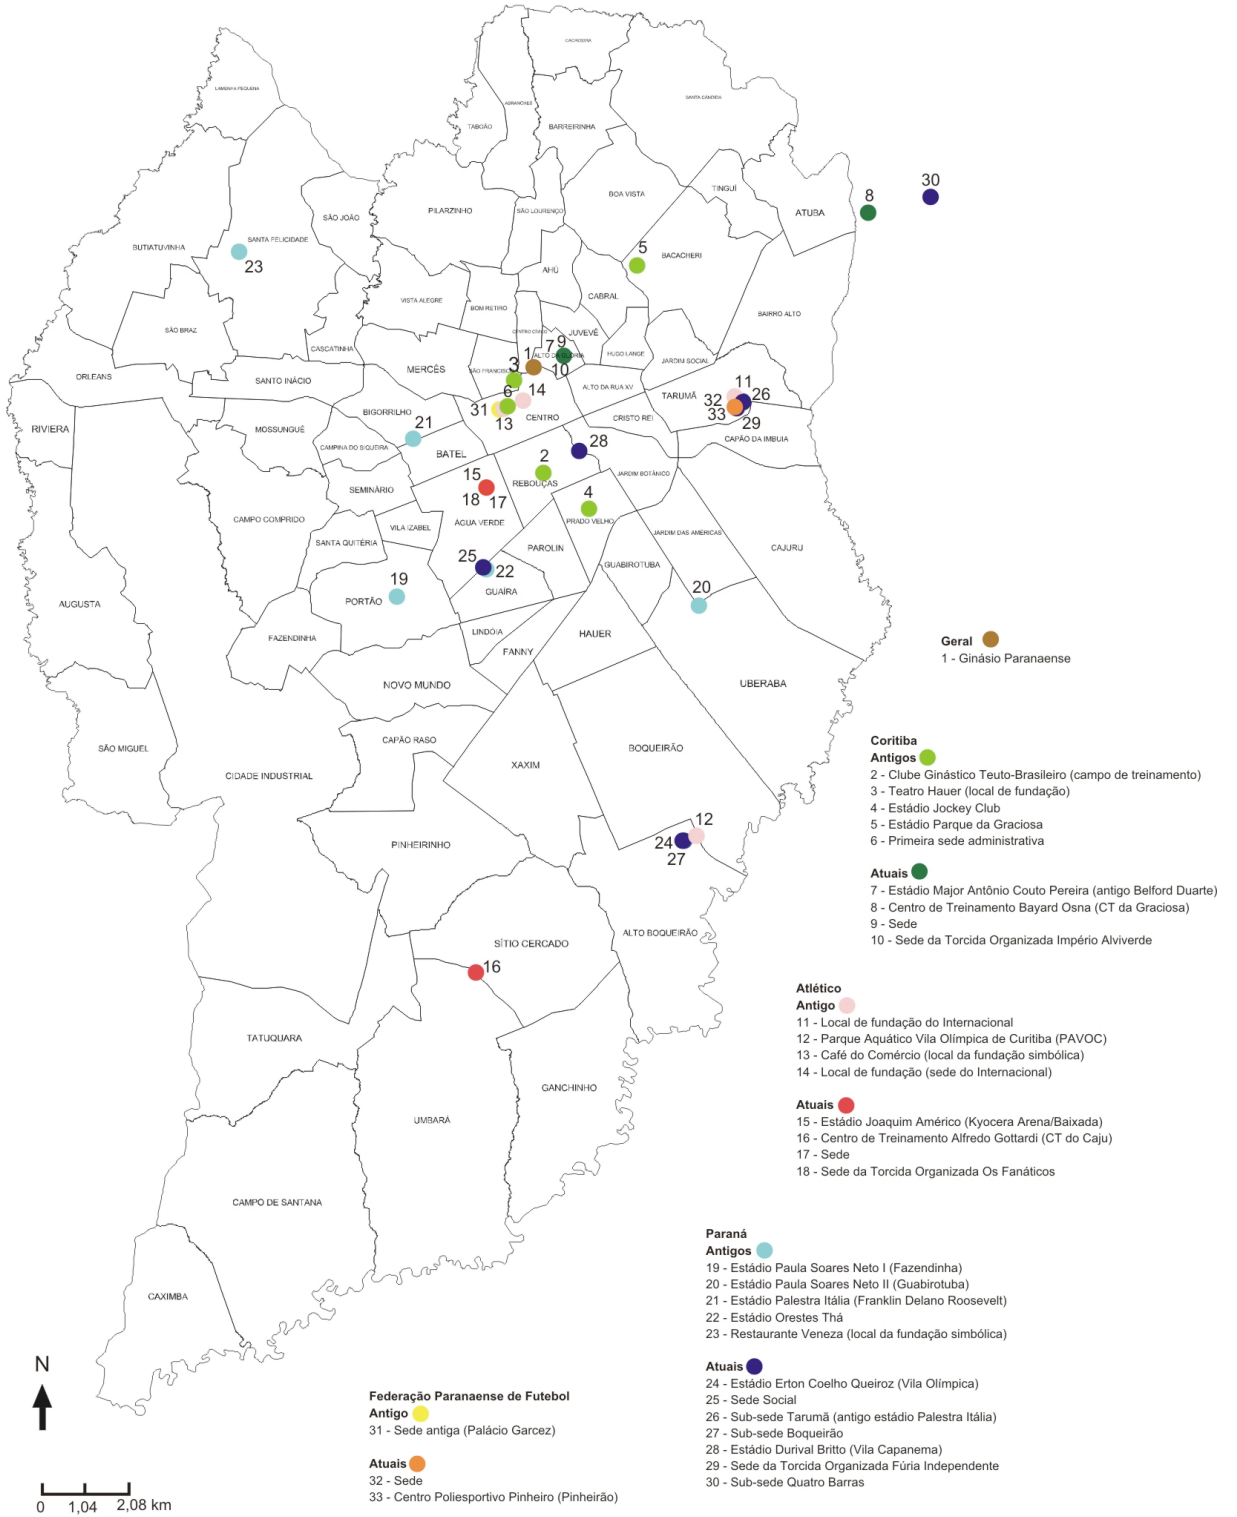 CACHOEIRA
LAMENHA PEQUENA
SANTA CÂNDIDA
ABRANCHES
TABOÃO
BARREIRINHA
30
TINGUÍ
8
BOA VISTA
SÃO JOÃO
PILARZINHO
SÃO LOURENÇO
ATUBA
SANTA FELICIDADE
BUTIATUVINHA
23
5
BACACHERI
AHÚ
CABRAL
VISTA ALEGRE
BOM RETIRO
BAIRRO ALTO
SÃO BRAZ
CENTRO CÍVICO
JUVEVÊ
7
9
CASCATINHA
1
ALTO DA GLÓRIA
HUGO LANGE
JARDIM SOCIAL
ORLEANS
SANTO INÁCIO
MERCÊS
SÃO FRANCISCO
3
10
ALTO DA RUA XV
11
6
14
TARUMÃ
32
26
BIGORRILHO
31
13
CENTRO
CRISTO REI
33
29
RIVIERA
MOSSUNGUÊ
21
CAPÃO DA IMBUIA
CAMPINA DO SIQUEIRA
BATEL
28
2
15
REBOUÇAS
JARDIM BOTÂNICO
SEMINÁRIO
18
17
4
CAMPO COMPRIDO
VILA IZABEL
ÁGUA VERDE
PRADO VELHO
SANTA QUITÉRIA
JARDIM DAS AMÉRICAS
PAROLIN
CAJURU
25
22
GUABIROTUBA
19
20
AUGUSTA
PORTÃO
GUAÍRA
FAZENDINHA
LINDÓIA
HAUER
FANNY
NOVO MUNDO
UBERABA
SÃO MIGUEL
CAPÃO RASO
BOQUEIRÃO
XAXIM
CIDADE INDUSTRIAL
12
24
27
PINHEIRINHO
ALTO BOQUEIRÃO
SÍTIO CERCADO
16
TATUQUARA
GANCHINHO
UMBARÁ
CAMPO DE SANTANA
CAXIMBA
Geral
1 - Ginásio Paranaense
Coritiba
Antigos
2 - Clube Ginástico Teuto-Brasileiro (campo de treinamento)
3 - Teatro Hauer (local de fundação)
4 - Estádio Jockey Club
5 - Estádio Parque da Graciosa
6 - Primeira sede administrativa
Atuais
7 - Estádio Major Antônio Couto Pereira (antigo Belford Duarte)
8 - Centro de Treinamento Bayard Osna (CT da Graciosa)
9 - Sede
10 - Sede da Torcida Organizada Império Alviverde
Atlético
Antigo
11 - Local de fundação do Internacional
12 - Parque Aquático Vila Olímpica de Curitiba (PAVOC)
13 - Café do Comércio (local da fundação simbólica)
14 - Local de fundação (sede do Internacional)
Atuais
15 - Estádio Joaquim Américo (Kyocera Arena/Baixada)
16 - Centro de Treinamento Alfredo Gottardi (CT do Caju)
17 - Sede
18 - Sede da Torcida Organizada Os Fanáticos
Paraná
Antigos
19 - Estádio Paula Soares Neto I (Fazendinha)
20 - Estádio Paula Soares Neto II (Guabirotuba)
21 - Estádio Palestra Itália (Franklin Delano Roosevelt)
22 - Estádio Orestes Thá
23 - Restaurante Veneza (local da fundação simbólica)
Atuais
24 - Estádio Erton Coelho Queiroz (Vila Olímpica)
25 - Sede Social
26 - Sub-sede Tarumã (antigo estádio Palestra Itália)
27 - Sub-sede Boqueirão
28 - Estádio Durival Britto (Vila Capanema)
29 - Sede da Torcida Organizada Fúria Independente
30 - Sub-sede Quatro Barras
Federação Paranaense de Futebol
Antigo
31 - Sede antiga (Palácio Garcez)
Atuais
32 - Sede
33 - Centro Poliesportivo Pinheiro (Pinheirão)
N
0 1,04 2,08 km